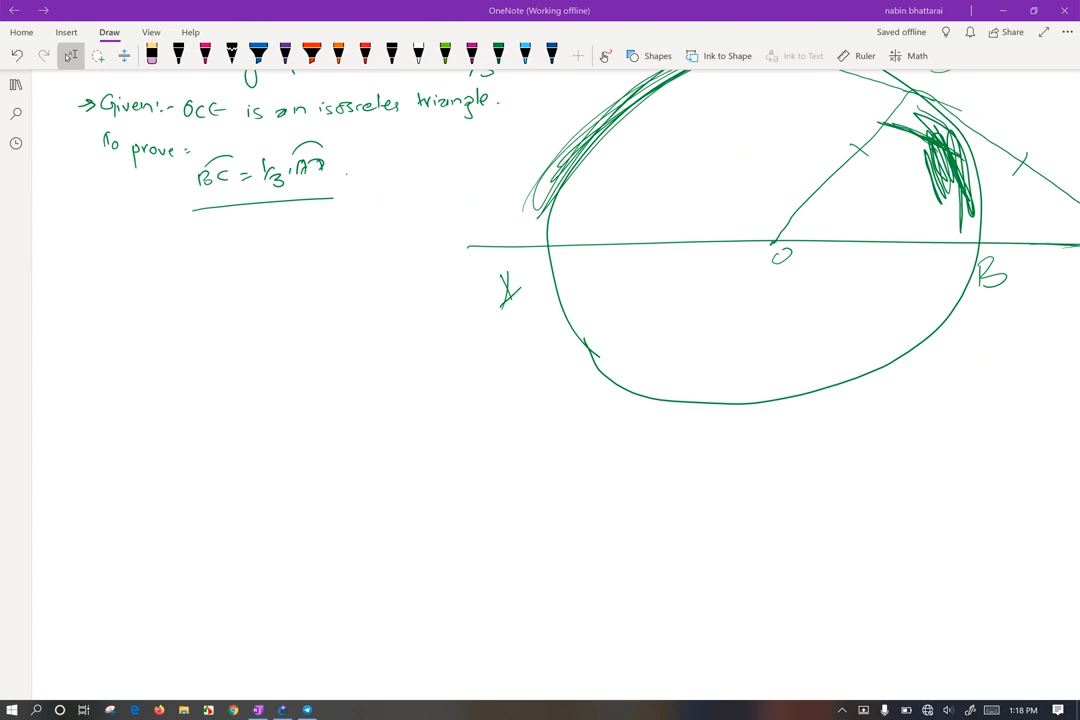 OneNote (Working offline)
nabin bhattarai
Home Insert Draw View Help
Saved offline
Share
Shapes
Ink to Shape
Ink to Text
Ruler
Math
→ Given:- OCE is an isosceles triangle.
To prove:
BC = 1/3
O
B
1:18 PM